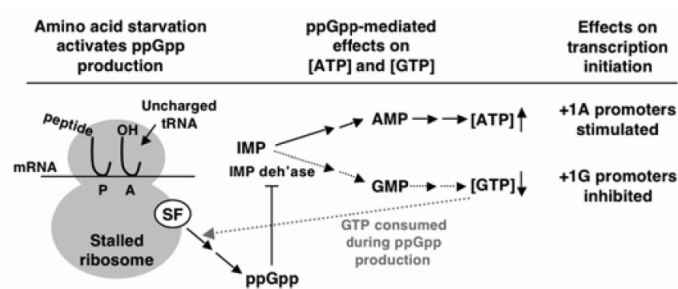 Amino acid starvation
activates ppGpp
production
ppGpp-mediated
effects on
[ATP] and [GTP]
Effects on
transcription
initiation
peptide
OH
Uncharged
tRNA
mRNA
P
A
SF
Stalled
ribosome
ppGpp
IMP
IMP deh'ase
AMP
[ATP]
GMP
[GTP]
GTP consumed
during ppGpp
production
+1A promoters
stimulated
+1G promoters
inhibited